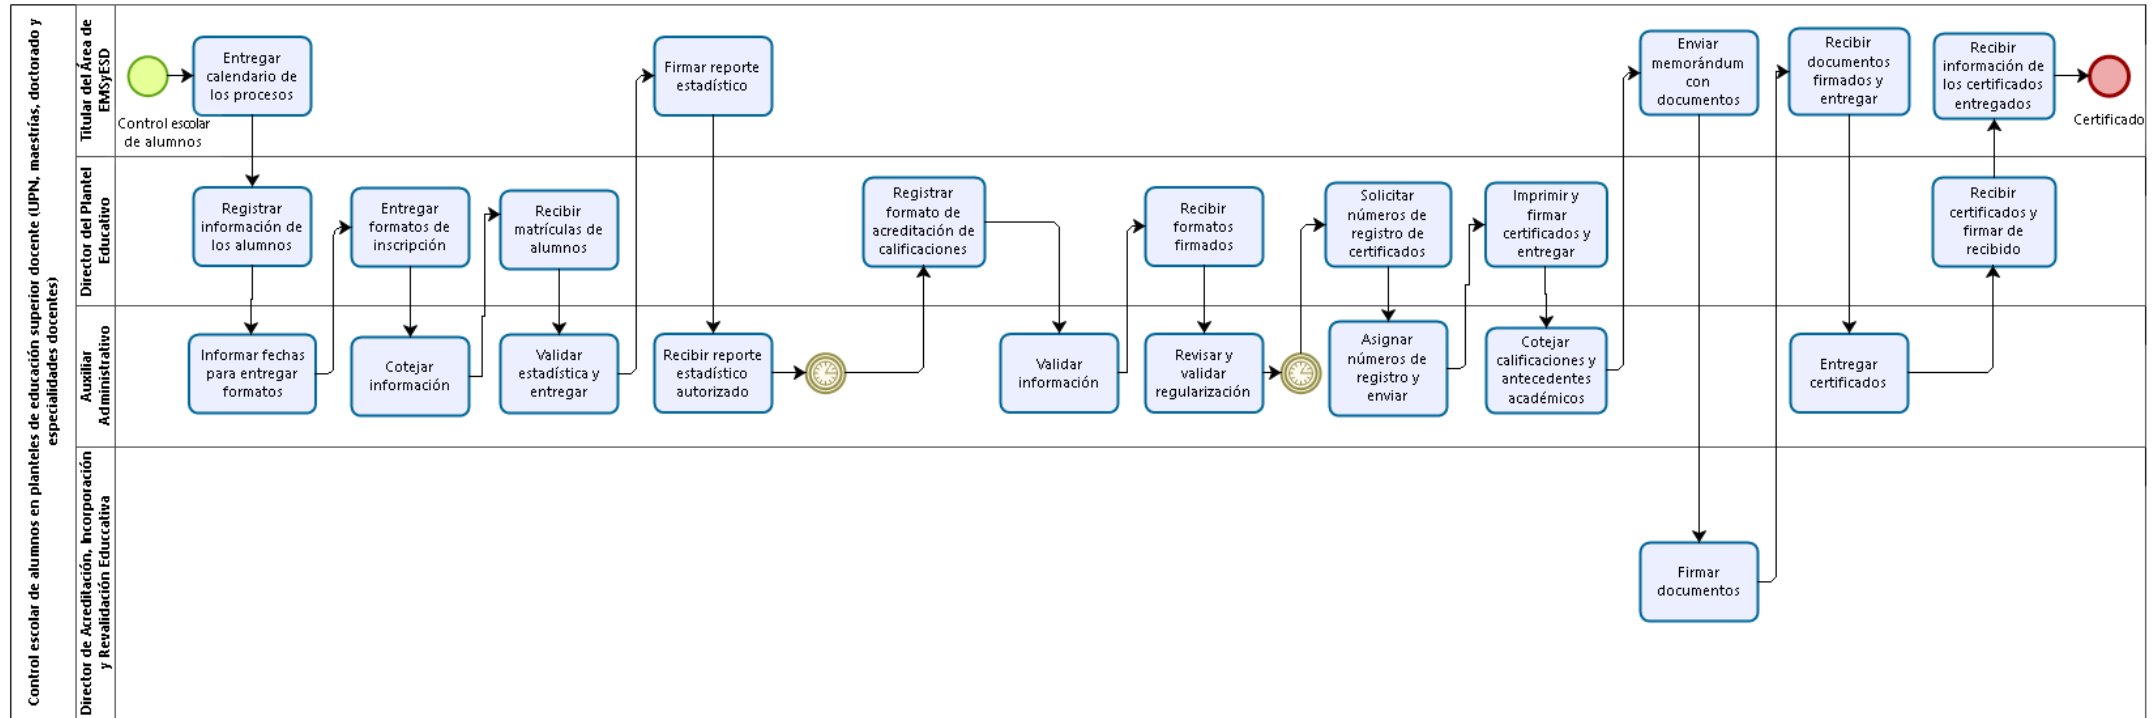 Control escolar de alumnos en planteles de educación superior docente (UPN, maestrías, doctorado y
especialidades docentes)
Titular del Área de
EMSyESD
Control escolar
de alumnos
Entregar
calendario de
los procesos
Firmar reporte
estadístico
Enviar
memorándum
con
documentos
Recibir
documentos
firmados y
entregar
Recibir
información de
los certificados
entregados
Certificado
Director del Plantel
Educativo
Registrar
información de
los alumnos
Entregar
formatos de
inscripción
Recibir
matrículas de
alumnos
Registrar
formato de
acreditación de
calificaciones
Recibir
formatos
firmados
Solicitar
números de
registro de
certificados
Imprimir y
firmar
certificados y
entregar
Recibir
certificados y
firmar de
recibido
Auxiliar
Administrativo
Informar fechas
para entregar
formatos
Cotejar
información
Validar
estadística y
entregar
Recibir reporte
estadístico
autorizado
Validar
información
Revisar y
validar
regularización
Asignar
números de
registro y
enviar
Cotejar
calificaciones y
antecedentes
académicos
Entregar
certificados
Director de Acreditación, Incorporación
y Revalidación Educcativa
Firmar
documentos